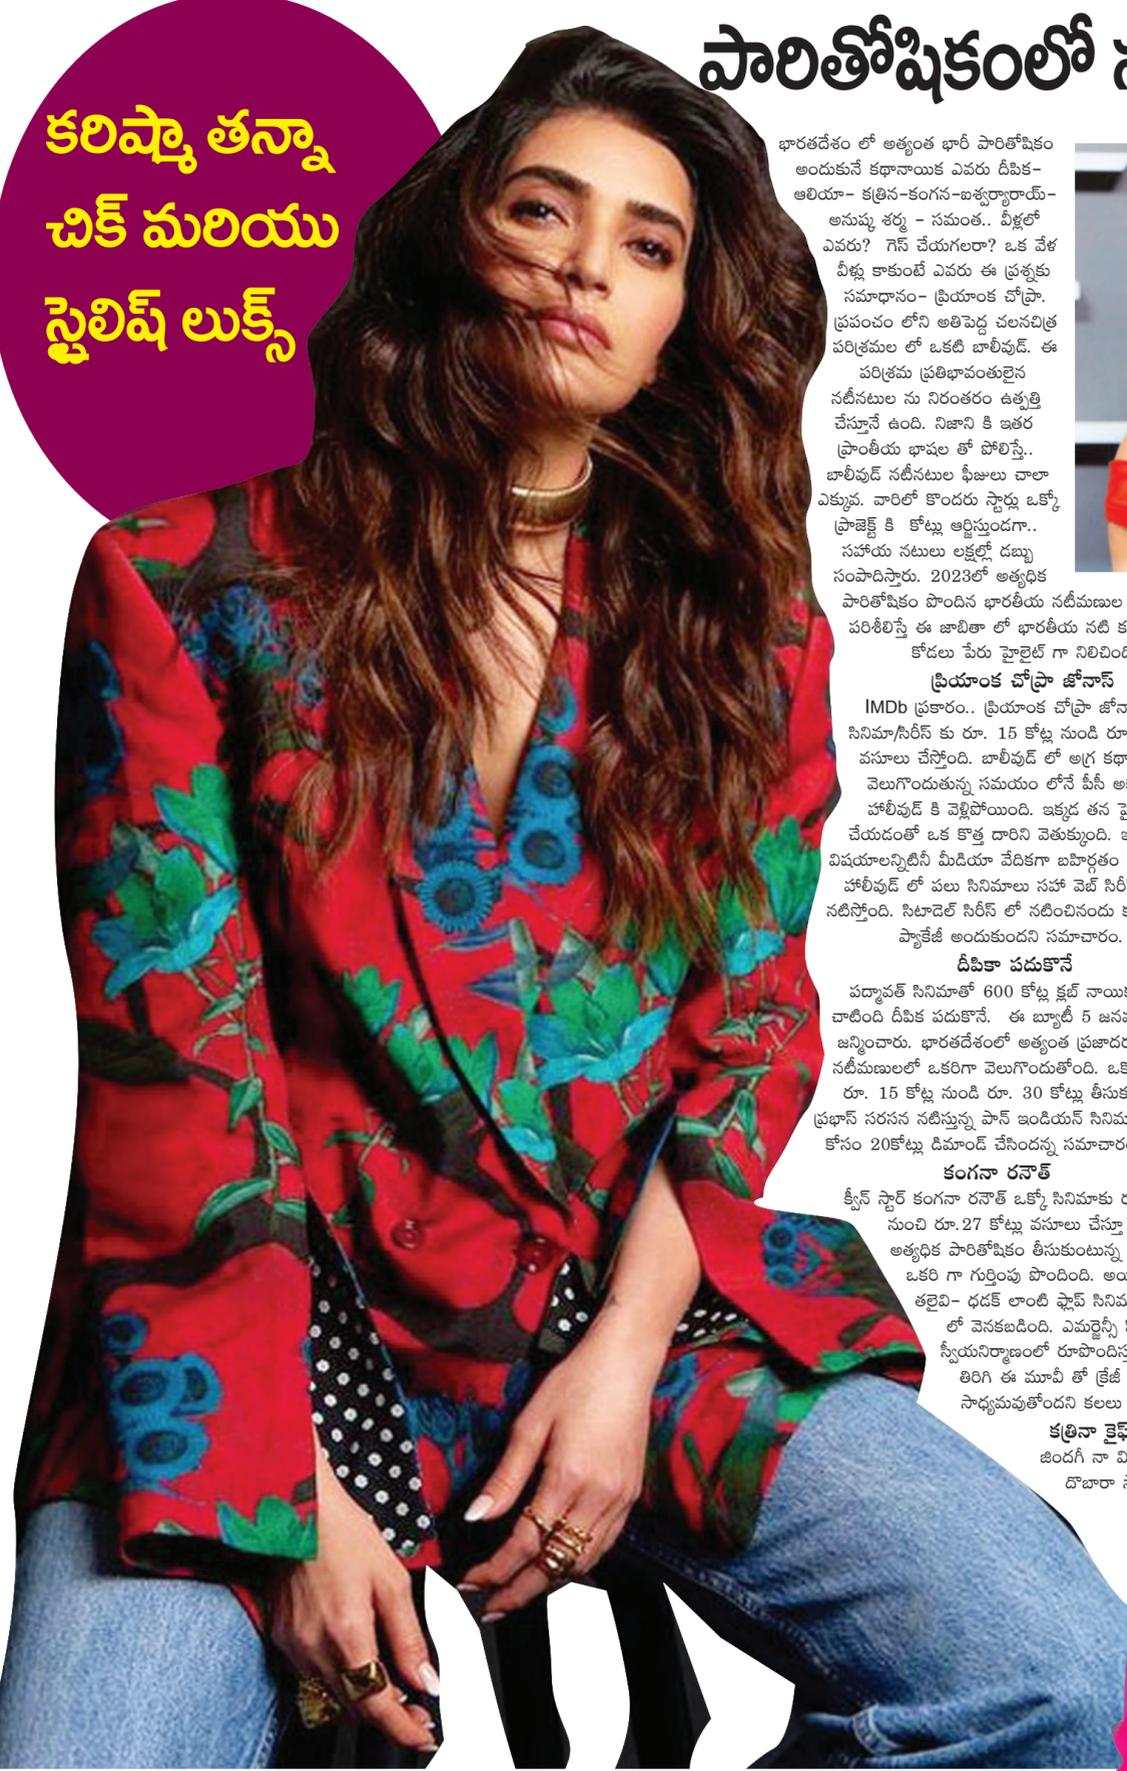 కరిష్మా తన్నా
చిక్ మరియు
స్టైలిష్ లుక్స్
పారితోషికంలో
భారతదేశం లో అత్యంత భారీ పారితోషికం
అందుకునే కథానాయిక ఎవరు దీపిక-
ఆలియా- కత్రిన-కంగన-ఐశ్వర్యారాయ్-
అనుష్క శర్మ - సమంత.. వీళ్లలో
ఎవరు? గెస్ చేయగలరా? ఒక వేళ
వీళ్లు కాకుంటే ఎవరు ఈ ప్రశ్నకు
సమాధానం- ప్రియాంక చోప్రా.
ప్రపంచం లోని అతిపెద్ద చలనచిత్ర
పరిశ్రమల లో ఒకటి బాలీవుడ్. ఈ
పరిశ్రమ ప్రతిభావంతులైన
నటీనటుల ను నిరంతరం ఉత్పత్తి
చేస్తూనే ఉంది. నిజాని కి ఇతర
ప్రాంతీయ భాషల తో పోలిస్తే..
బాలీవుడ్ నటీనటుల ఫీజులు చాలా
ఎక్కువ. వారిలో కొందరు స్టార్లు ఒక్కో
ప్రాజెక్ట్ కి కోట్లు ఆర్జిస్తుండగా..
సహాయ నటులు లక్షల్లో డబ్బు
సంపాదిస్తారు. 2023లో అత్యధిక
పారితోషికం పొందిన భారతీయ నటీమణుల
పరిశీలిస్తే ఈ జాబితా లో భారతీయ నటి
కోడలు పేరు హైలైట్ గా
ప్రియాంక చోప్రా జోనాస్
IMDb ప్రకారం.. ప్రియాంక చోప్రా
సినిమా/సిరీస్ కు రూ. 15 కోట్ల నుండి
వసూలు చేస్తోంది. బాలీవుడ్ లో అగ్ర
వెలుగొందుతున్న సమయం లోనే పీసీ
హాలీవుడ్ కి వెళ్లిపోయింది. ఇక్కడ తన
చేయడంతో ఒక కొత్త దారిని వెతుక్కుంది.
విషయాలన్నిటినీ మీడియా వేదికగా బహిర్గతం
హాలీవుడ్ లో పలు సినిమాలు సహా వెబ్
నటిస్తోంది. సిటాడెల్ సిరీస్ లో నటించినందు
ప్యాకేజీ అందుకుందని సమాచారం.
దీపికా పదుకొనే
పద్మావత్ సినిమాతో 600 కోట్ల క్లబ్
చాటింది దీపిక పదుకొనే. ఈ బ్యూటీ 5
జన్మించారు. భారతదేశంలో అత్యంత
నటీమణులలో ఒకరిగా వెలుగొందుతోంది.
రూ. 15 కోట్ల నుండి రూ. 30 కోట్లు
ప్రభాస్ సరసన నటిస్తున్న పాన్ ఇండియన్
కోసం 20కోట్లు డిమాండ్ చేసిందన్న
కంగనా రనౌత్
క్వీన్ స్టార్ కంగనా రనౌత్ ఒక్కో సినిమాకు
నుంచి రూ.27 కోట్లు వసూలు చేస్తూ
అత్యధిక పారితోషికం తీసుకుంటున్న
ఒకరి గా గుర్తింపు పొందింది.
తలైవి- ధడక్ లాంటి ఫ్లాప్
లో వెనకబడింది. ఎమర్జెన్సీ
స్వీయనిర్మాణంలో
తిరిగి ఈ మూవీ తో క్రేజీ
సాధ్యమవుతోందని కలలు
కత్రినా కైఫ్
జిందగీ నా
దొబారా